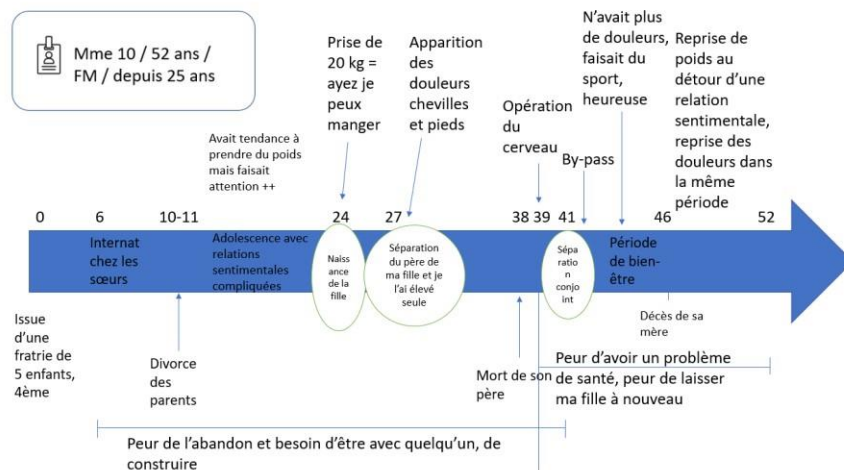 Mme 10 / 52 ans /
FM / depuis 25 ans
Prise de
20 kg =
ayez je
peux
manger
Apparition
des
douleurs
chevilles
et pieds
N’avait plus
de douleurs,
faisait du
sport,
heureuse
Reprise de
poids au
détour d’une
relation
sentimentale,
reprise des
douleurs dans
la même
période
Opération
du
cerveau
By-pass
Avait tendance à
prendre du poids
mais faisait
attention ++
0
6
10-11
24
27
38
39
41
46
52
Internat
chez les
sœurs
Adolescence avec
relations
sentimentales
compliquées
Naiss
ance
de la
fille
Séparation
du père de
ma fille et je
l’ai élevé
seule
Sépa
ratio
n
conjo
int
Période
de bien-
être
Issue
d’une
fratrie de
5 enfants,
4ème
Divorce
des
parents
Mort de son
père
Décès de sa
mère
Peur d’avoir un problème
de santé, peur de laisser
ma fille à nouveau
Peur de l’abandon et besoin d’être avec quelqu’un, de
construire